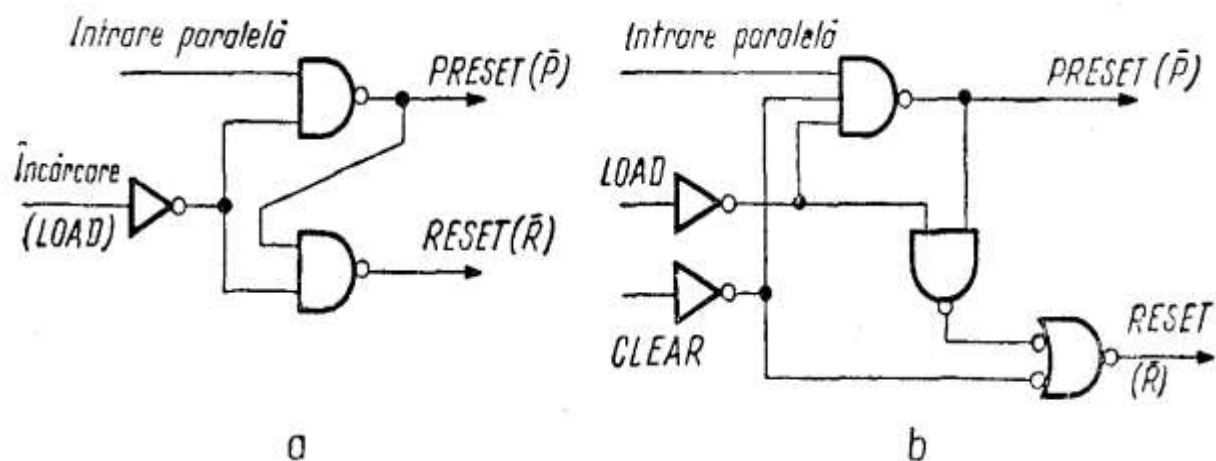 Intrare paralelă
PRESET (P̄)
Încărcare
(LOAD)
RESET (R̄)
a
Intrare paralelă
PRESET (P̄)
LOAD
CLEAR
RESET
(R̄)
b